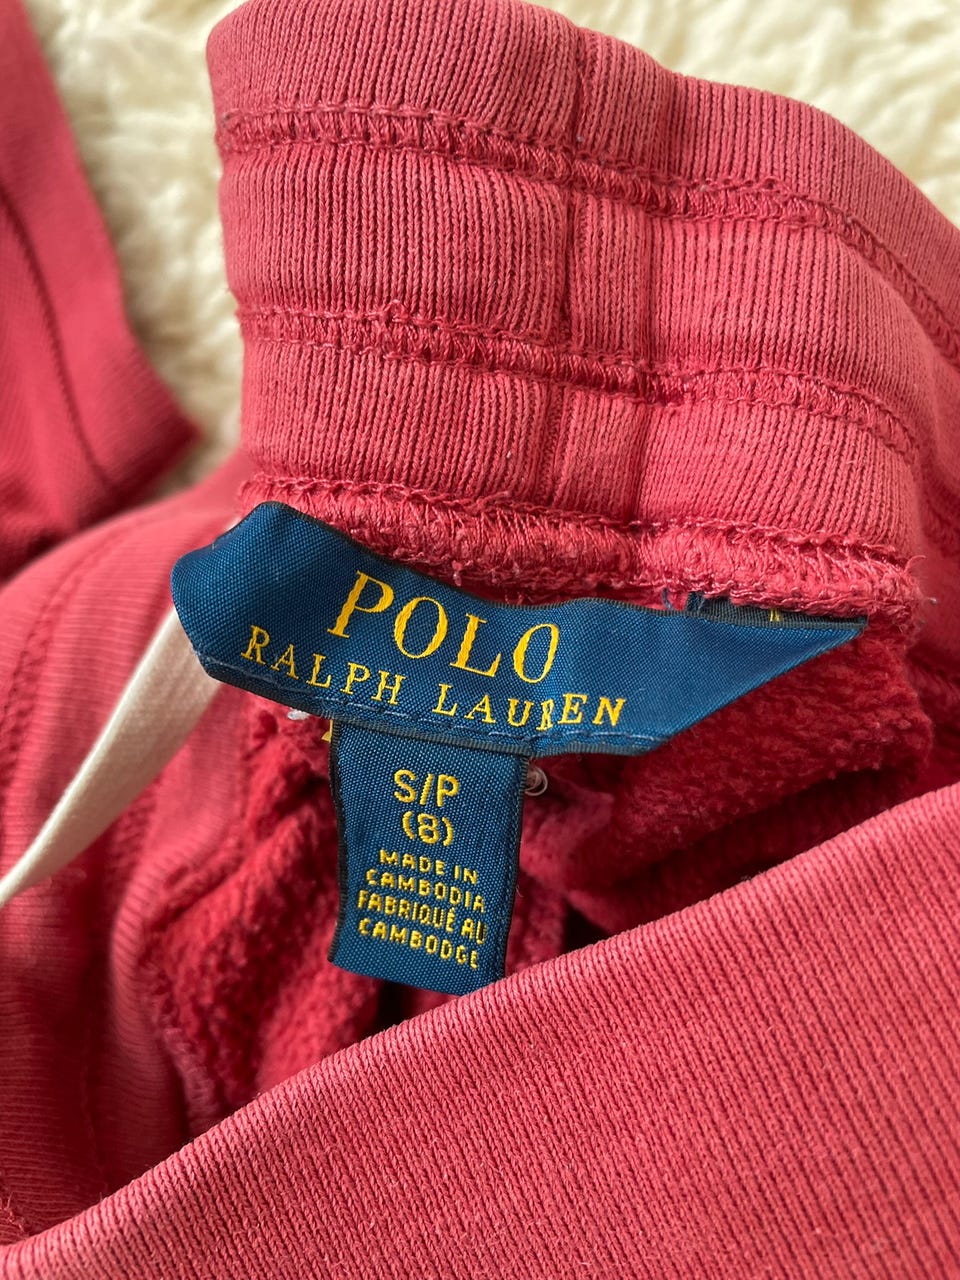 POLO
RALPH LAUREN
S/P
(8)
MADE IN
CAMBODIA
FABRIQUÉ AU
CAMBODGE